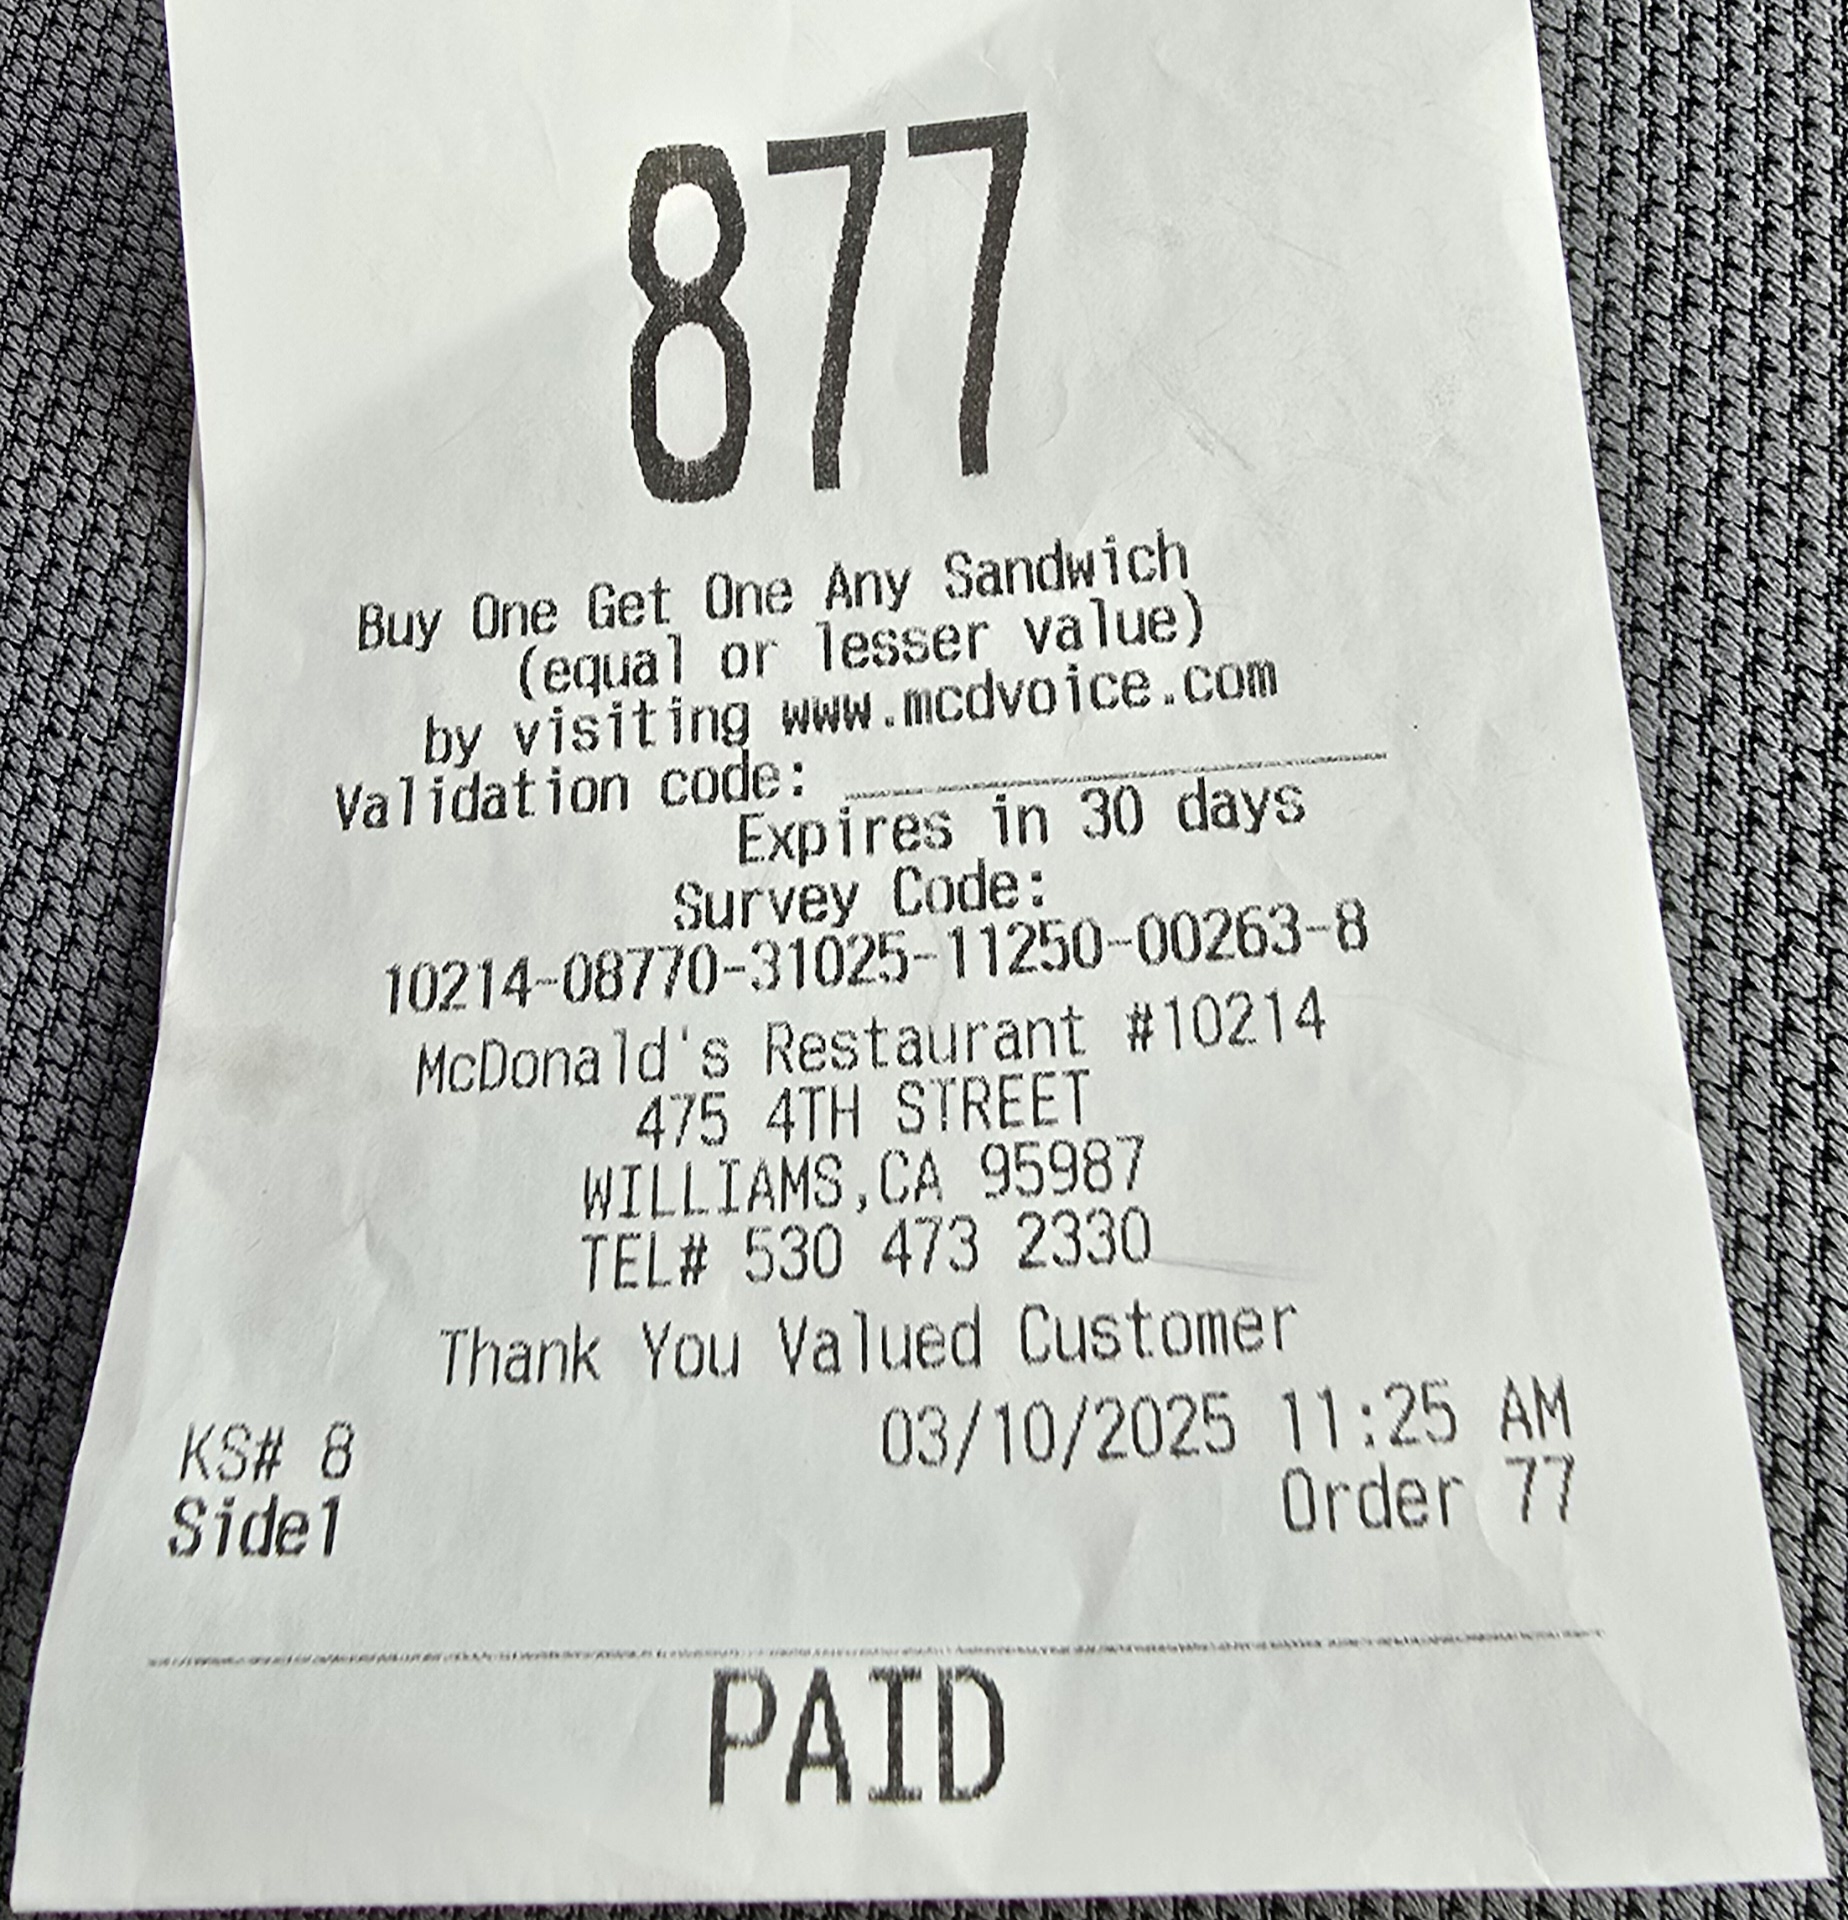 877
Buy One Get One Any Sandwich
(equal or lesser value)
by visiting www.mcdvoice.com
Validation code: ________________
Expires in 30 days
Survey Code:
10214-08770-31025-11250-00263-8
McDonald's Restaurant #10214
475 4TH STREET
WILLIAMS,CA 95987
TEL# 530 473 2330
Thank You Valued Customer
KS# 8 03/10/2025 11:25 AM
Side1 Order 77
PAID